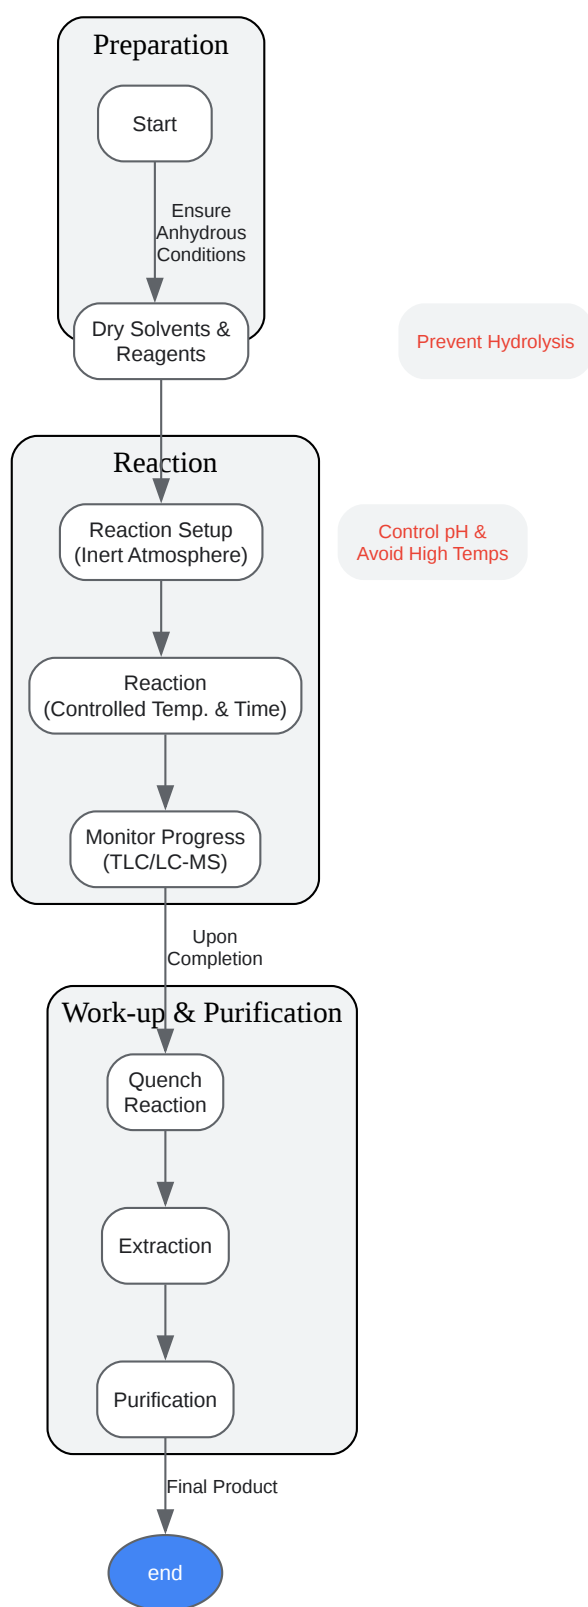 Preparation
Start
Ensure
Anhydrous
Conditions
Dry Solvents &
Reagents
Prevent Hydrolysis
Reaction
Reaction Setup
(Inert Atmosphere)
Control pH &
Avoid High Temps
Reaction
(Controlled Temp. & Time)
Monitor Progress
(TLC/LC-MS)
Upon
Completion
Work-up & Purification
Quench
Reaction
Extraction
Purification
Final Product
end